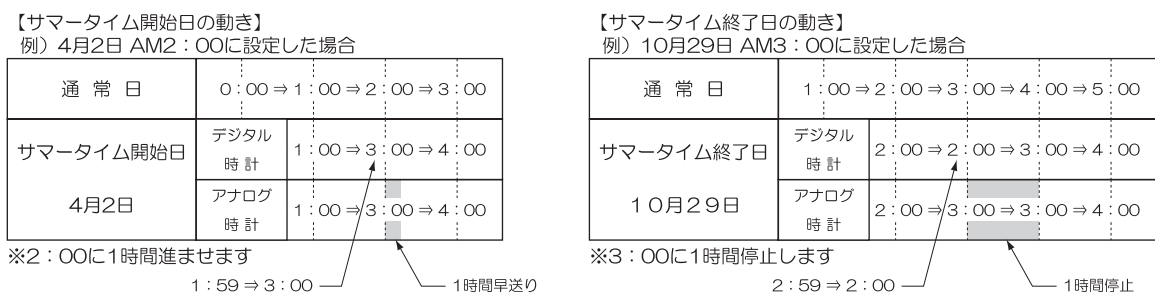 【サマータイム開始日の動き】
例）4月2日 AM2：00に設定した場合
通 常 日
0：00⇒1：00⇒2：00⇒3：00
サマータイム開始日
4月2日
デジタル
時 計
1：00⇒3：00⇒4：00
アナログ
時 計
1：00⇒3：00⇒4：00
※2：00に1時間進ませます
1：59⇒3：00
1時間早送り
【サマータイム終了日の動き】
例）10月29日 AM3：00に設定した場合
通 常 日
1：00⇒2：00⇒3：00⇒4：00⇒5：00
サマータイム終了日
10月29日
デジタル
時 計
2：00⇒2：00⇒3：00⇒4：00
アナログ
時 計
2：00⇒3：00⇒3：00⇒4：00
※3：00に1時間停止します
2：59⇒2：00
1時間停止